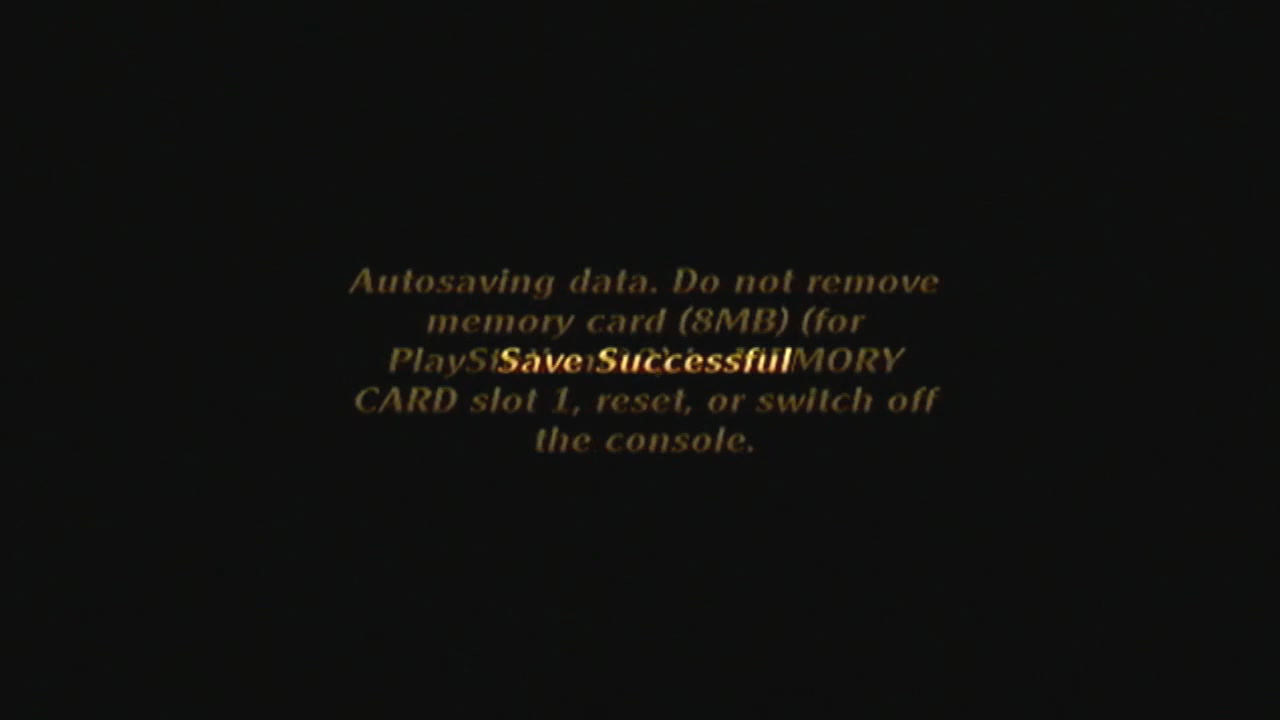 Autosaving data. Do not remove
memory card (8MB) (for
Save Successful
CARD slot 1, reset, or switch off
the console.